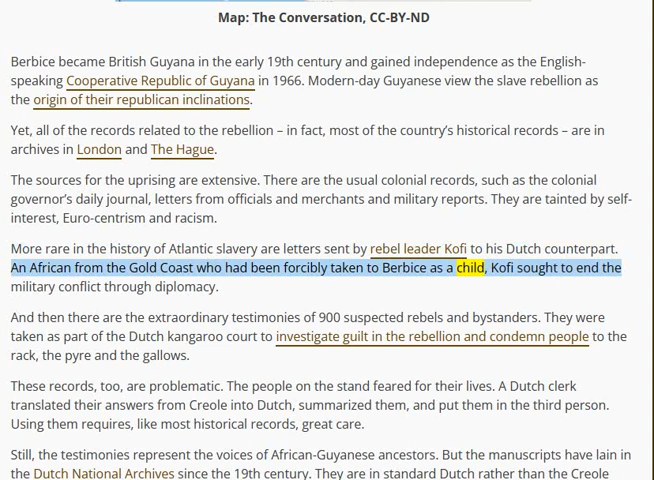 Map: The Conversation, CC-BY-ND
Berbice became British Guyana in the early 19th century and gained independence as the English-
speaking Cooperative Republic of Guyana in 1966. Modern-day Guyanese view the slave rebellion as
the origin of their republican inclinations.
Yet, all of the records related to the rebellion – in fact, most of the country’s historical records – are in
archives in London and The Hague.
The sources for the uprising are extensive. There are the usual colonial records, such as the colonial
governor’s daily journal, letters from officials and merchants and military reports. They are tainted by self-
interest, Euro-centrism and racism.
More rare in the history of Atlantic slavery are letters sent by rebel leader Kofi to his Dutch counterpart.
An African from the Gold Coast who had been forcibly taken to Berbice as a child, Kofi sought to end the
military conflict through diplomacy.
And then there are the extraordinary testimonies of 900 suspected rebels and bystanders. They were
taken as part of the Dutch kangaroo court to investigate guilt in the rebellion and condemn people to the
rack, the pyre and the gallows.
These records, too, are problematic. The people on the stand feared for their lives. A Dutch clerk
translated their answers from Creole into Dutch, summarized them, and put them in the third person.
Using them requires, like most historical records, great care.
Still, the testimonies represent the voices of African-Guyanese ancestors. But the manuscripts have lain in
the Dutch National Archives since the 19th century. They are in standard Dutch rather than the Creole